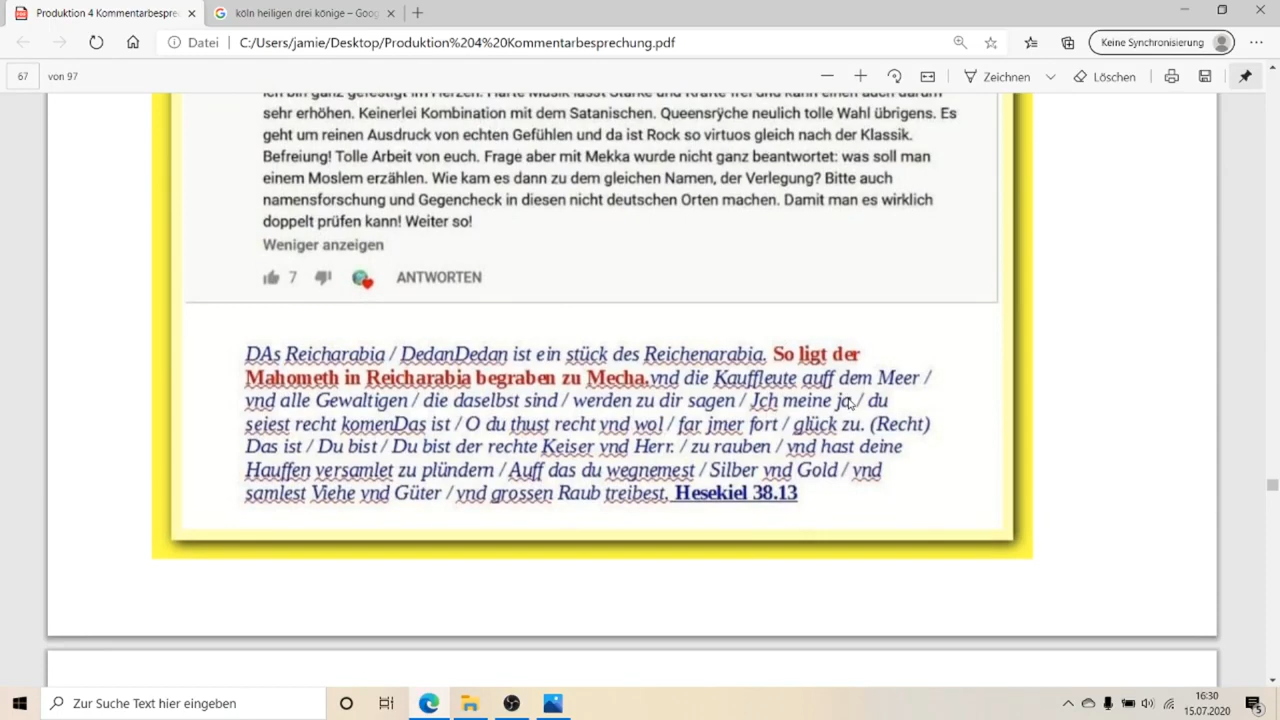 Produktion 4 Kommentarbespre
köln heiligen drei könige – Goog
Datei
C:/Users/jamie/Desktop/Produktion%204%20Kommentarbesprechung.pdf
Keine Synchronisierung
67 von 97
Zeichnen
Löschen
sehr erhöhen. Keinerlei Kombination mit dem Satanischen. Queensrÿche neulich tolle Wahl übrigens. Es
geht um reinen Ausdruck von echten Gefühlen und da ist Rock so virtuos gleich nach der Klassik.
Befreiung! Tolle Arbeit von euch. Frage aber mit Mekka wurde nicht ganz beantwortet: was soll man
einem Moslem erzählen. Wie kam es dann zu dem gleichen Namen, der Verlegung? Bitte auch
namensforschung und Gegencheck in diesen nicht deutschen Orten machen. Damit man es wirklich
doppelt prüfen kann! Weiter so!
Weniger anzeigen
7 ANTWORTEN
DAs Reicharabia / DedanDedan ist ein stück des Reichenarabia. So ligt der
Mahometh in Reicharabia begraben zu Mecha.vnd die Kauffleute auff dem Meer /
vnd alle Gewaltigen / die daselbst sind / werden zu dir sagen / Jch meine ja / du
seiest recht komenDas ist / O du thust recht vnd wol / far jmer fort / glück zu. (Recht)
Das ist / Du bist / Du bist der rechte Keiser vnd Herr. / zu rauben / vnd hast deine
Hauffen versamlet zu plündern / Auff das du wegnemest / Silber vnd Gold / vnd
samlest Viehe vnd Güter / vnd grossen Raub treibest. Hesekiel 38.13
Zur Suche Text hier eingeben
16:30
15.07.2020
5